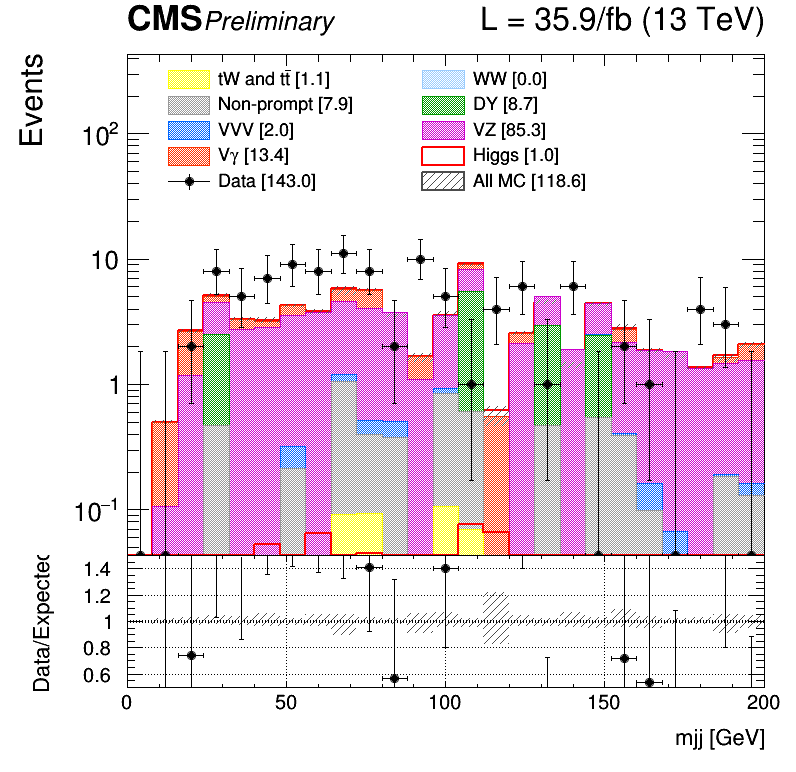 CMS Preliminary L = 35.9/fb (13 TeV)
Events
tW and tt̄ [1.1] WW [0.0]
Non-prompt [7.9] DY [8.7]
VVV [2.0] VZ [85.3]
Vγ [13.4] Higgs [1.0]
Data [143.0] All MC [118.6]
10²
10
1
10⁻¹
Data/Expected
1.4
1.2
1
0.8
0.6
0 50 100 150 200
mjj [GeV]